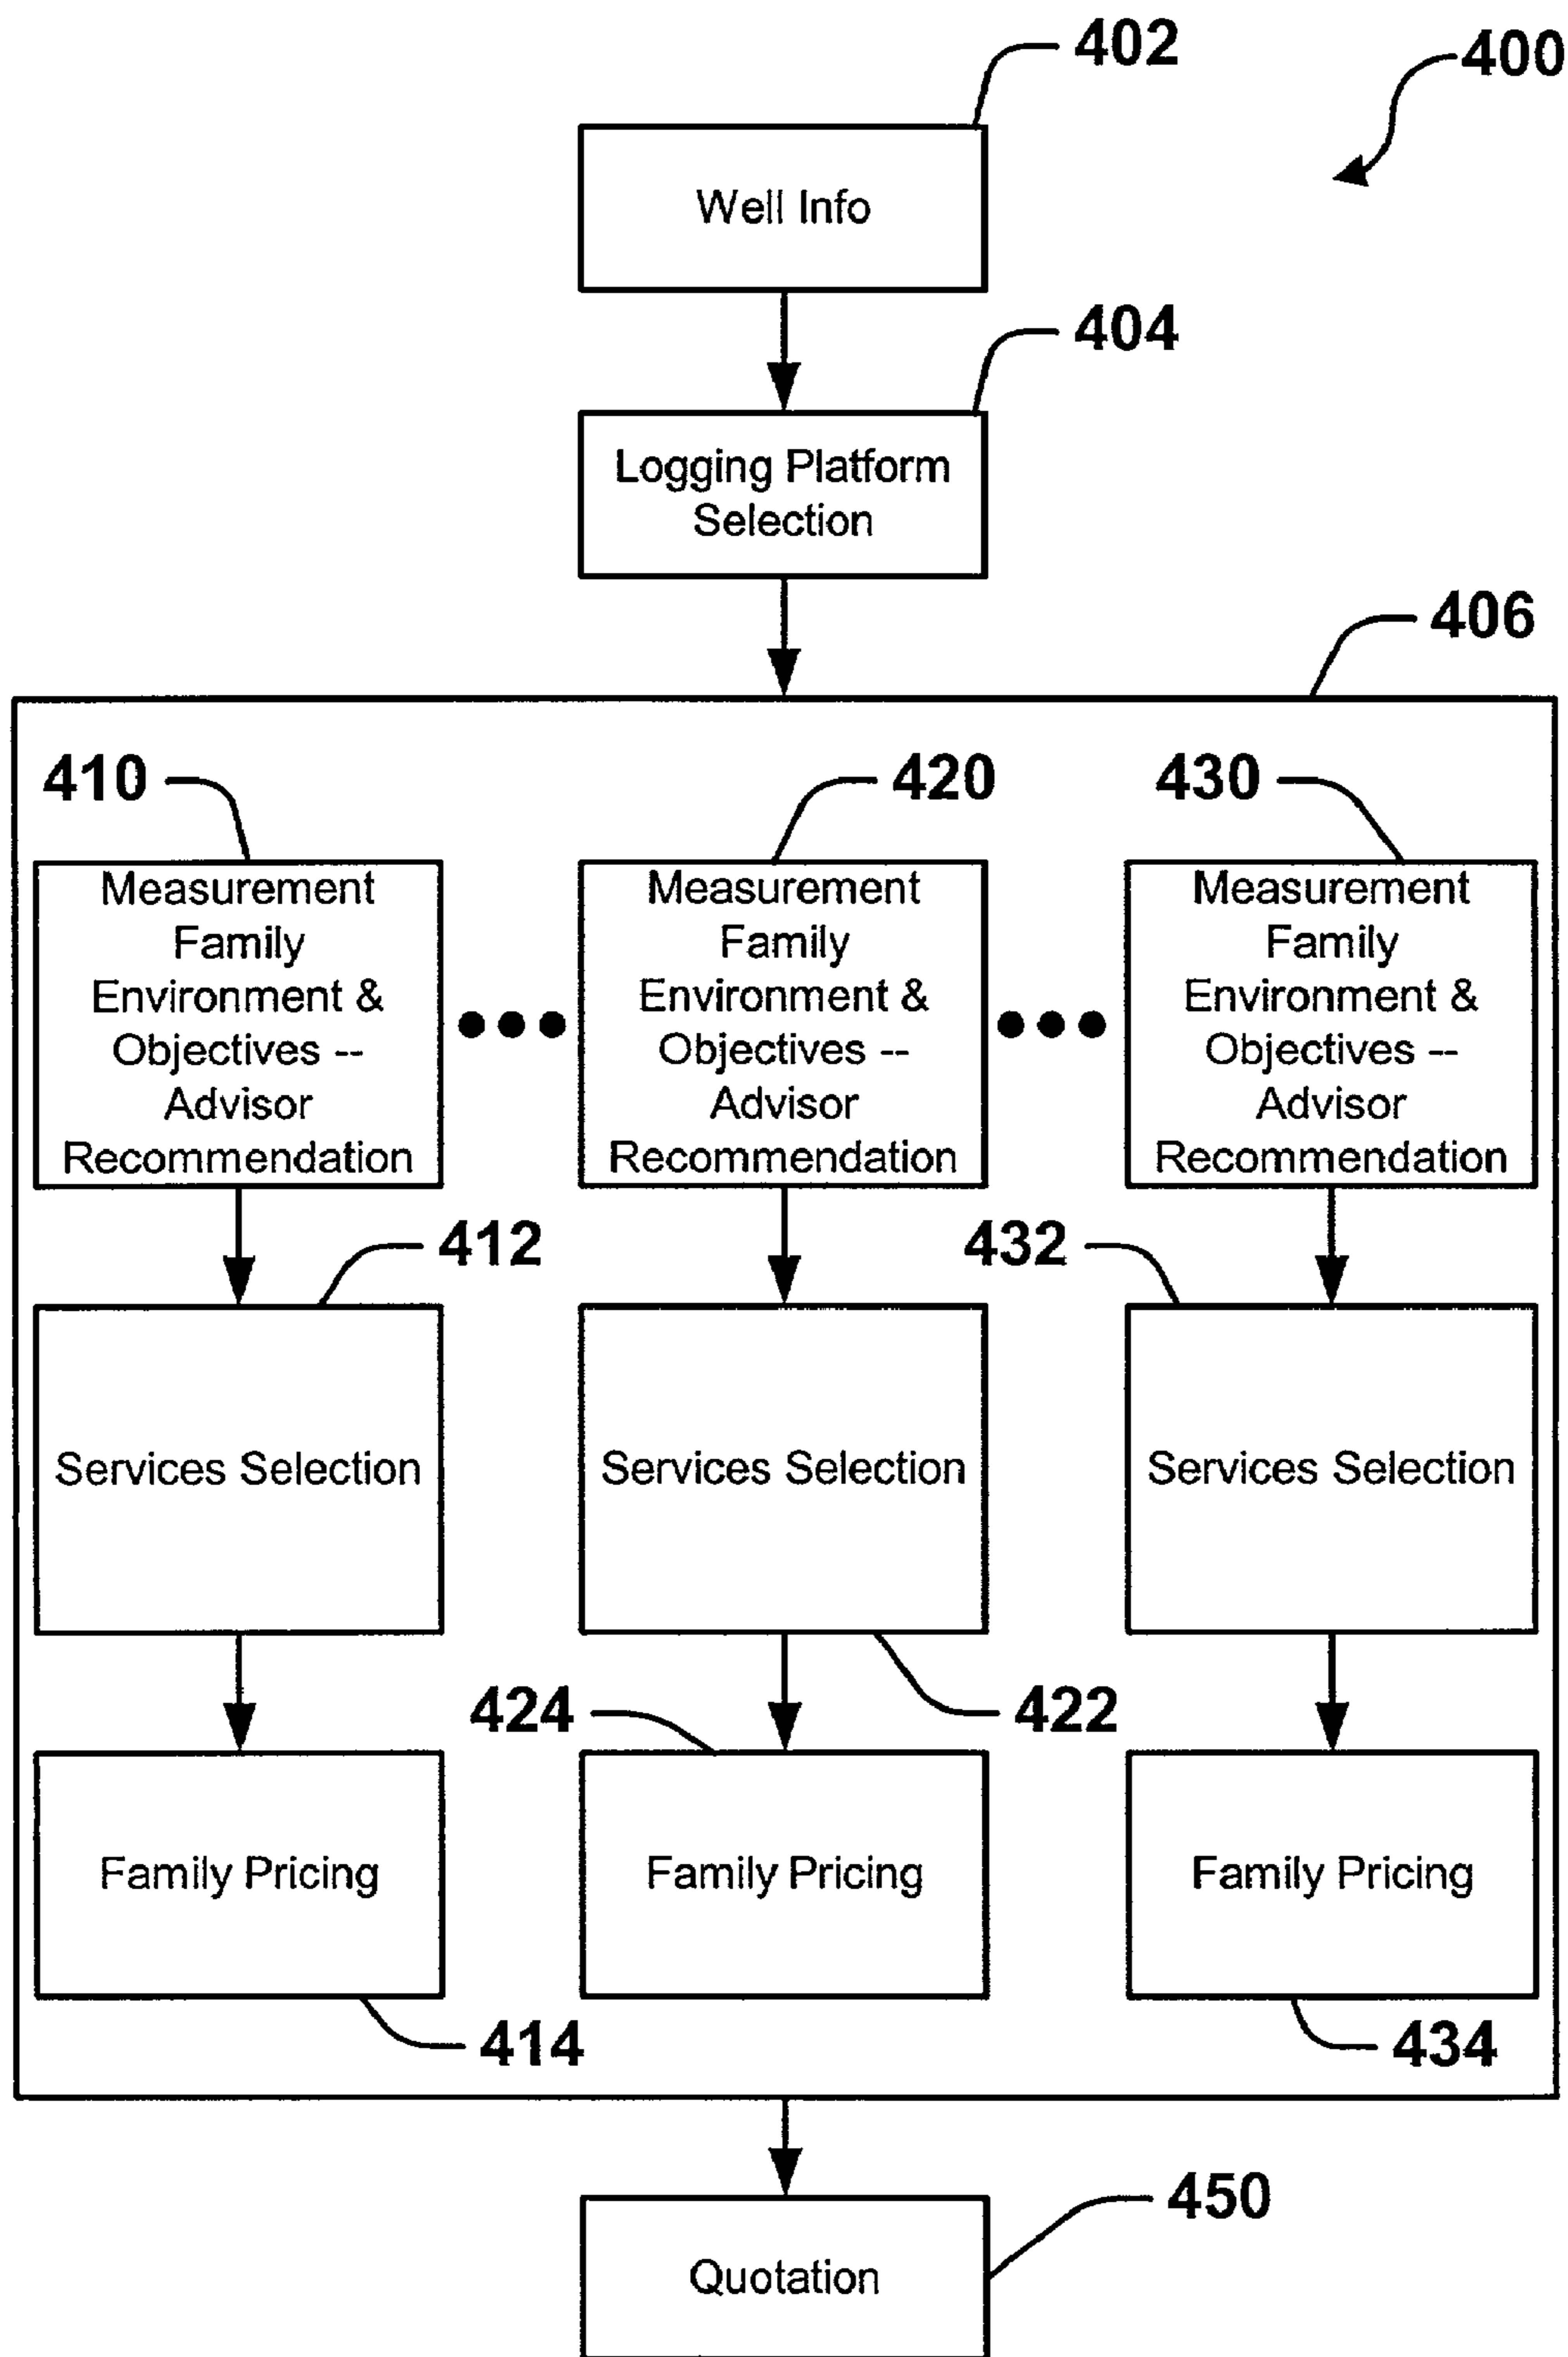 402
400
Well Info
404
Logging Platform
Selection
406
410
420
430
Measurement
Family
Environment &
Objectives --
Advisor
Recommendation
Measurement
Family
Environment &
Objectives --
Advisor
Recommendation
Measurement
Family
Environment &
Objectives --
Advisor
Recommendation
412
432
Services Selection
Services Selection
Services Selection
424
422
Family Pricing
Family Pricing
Family Pricing
414
434
450
Quotation